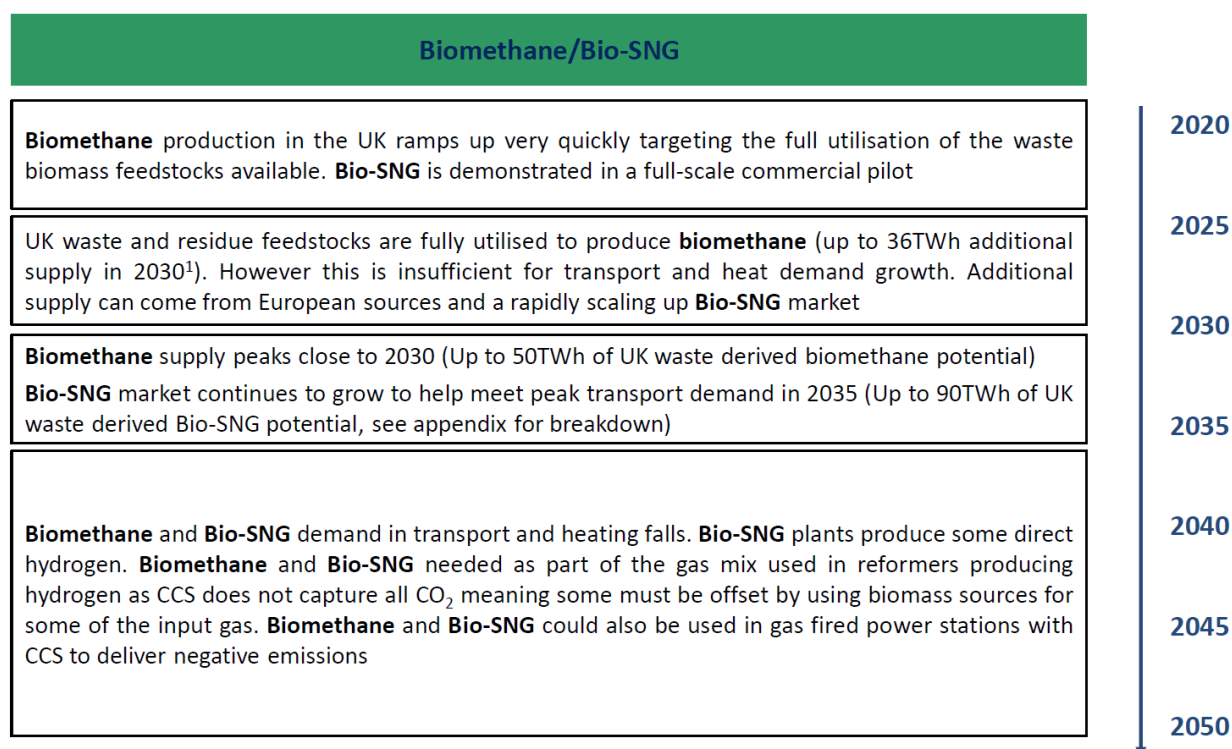 Biomethane/Bio-SNG
Biomethane production in the UK ramps up very quickly targeting the full utilisation of the waste
biomass feedstocks available. Bio-SNG is demonstrated in a full-scale commercial pilot
UK waste and residue feedstocks are fully utilised to produce biomethane (up to 36TWh additional
supply in 2030¹). However this is insufficient for transport and heat demand growth. Additional
supply can come from European sources and a rapidly scaling up Bio-SNG market
Biomethane supply peaks close to 2030 (Up to 50TWh of UK waste derived biomethane potential)
Bio-SNG market continues to grow to help meet peak transport demand in 2035 (Up to 90TWh of UK
waste derived Bio-SNG potential, see appendix for breakdown)
Biomethane and Bio-SNG demand in transport and heating falls. Bio-SNG plants produce some direct
hydrogen. Biomethane and Bio-SNG needed as part of the gas mix used in reformers producing
hydrogen as CCS does not capture all CO₂ meaning some must be offset by using biomass sources for
some of the input gas. Biomethane and Bio-SNG could also be used in gas fired power stations with
CCS to deliver negative emissions
2020
2025
2030
2035
2040
2045
2050